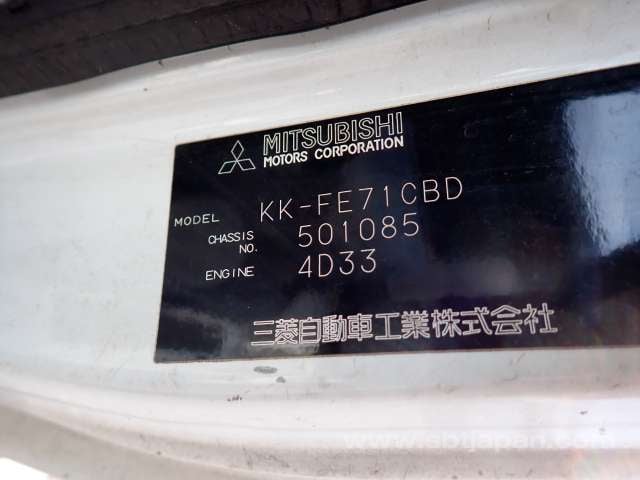 MITSUBISHI
MOTORS CORPORATION
MODEL KK-FE71CBD
CHASSIS NO. 501085
ENGINE 4D33
三菱自動車工業株式会社
www.sbtjapan.com